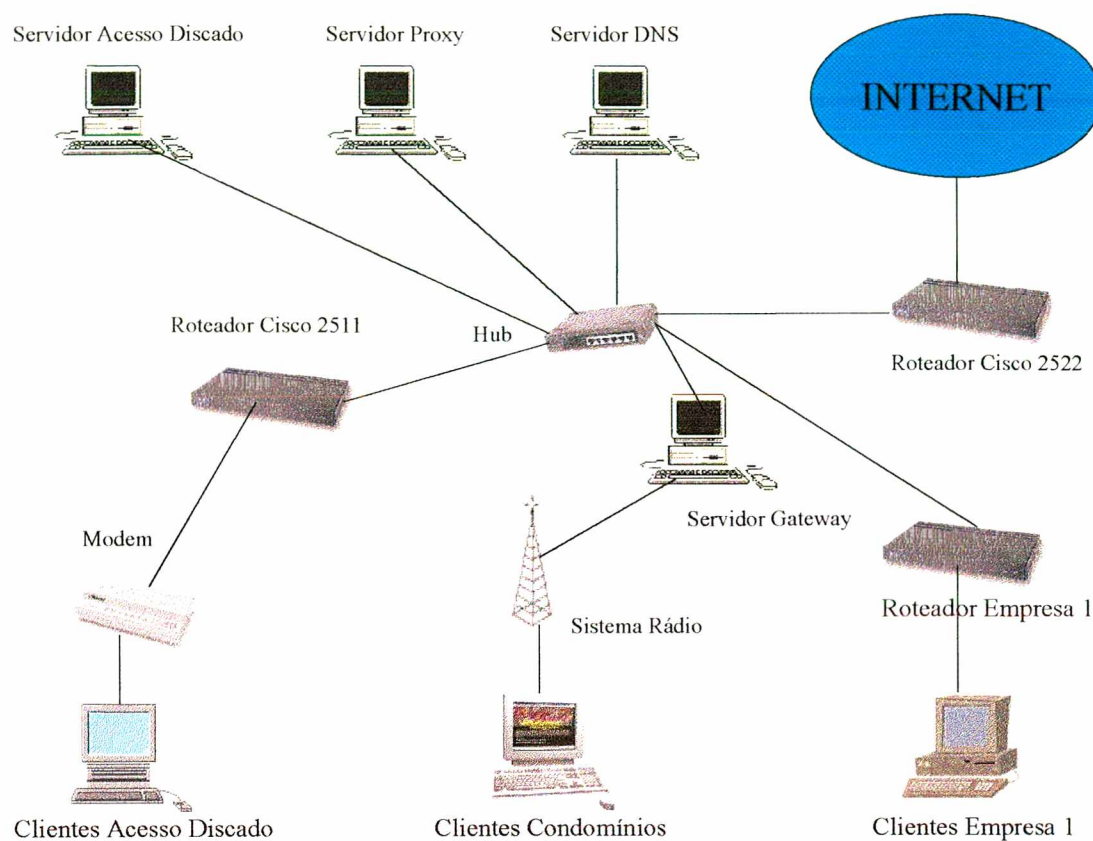 Servidor Acesso Discado
Servidor Proxy
Servidor DNS
INTERNET
Roteador Cisco 2511
Hub
Roteador Cisco 2522
Servidor Gateway
Modem
Sistema Rádio
Roteador Empresa 1
Clientes Acesso Discado
Clientes Condomínios
Clientes Empresa 1